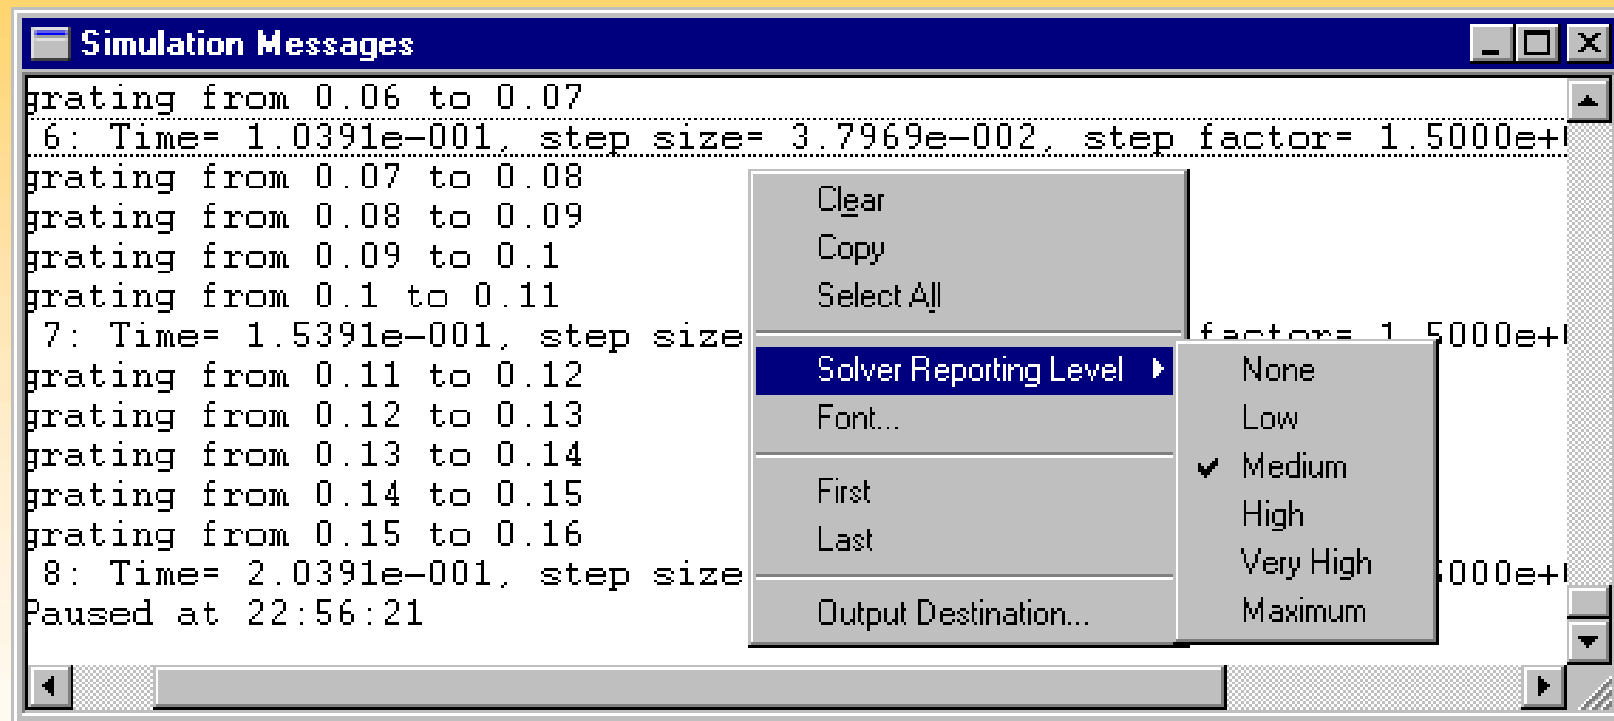 Simulation Messages
grating from 0.06 to 0.07
6: Time= 1.0391e-001, step size= 3.7969e-002, step factor= 1.5000e+
grating from 0.07 to 0.08
grating from 0.08 to 0.09
grating from 0.09 to 0.1
grating from 0.1 to 0.11
7: Time= 1.5391e-001, step size factor= 1.5000e+
grating from 0.11 to 0.12
grating from 0.12 to 0.13
grating from 0.13 to 0.14
grating from 0.14 to 0.15
grating from 0.15 to 0.16
8: Time= 2.0391e-001, step size 000e+
Paused at 22:56:21
Clear
Copy
Select All
Solver Reporting Level
Font...
First
Last
Output Destination...
None
Low
Medium
High
Very High
Maximum